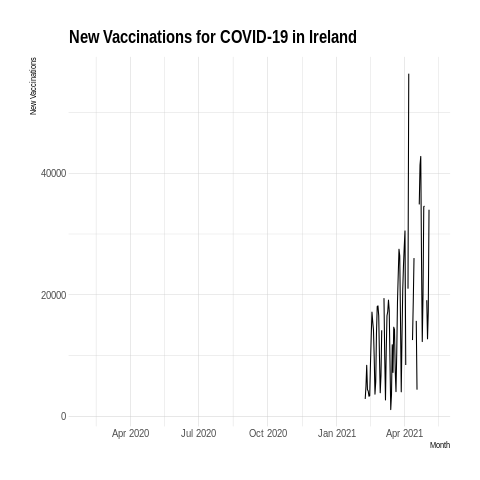 New Vaccinations for COVID-19 in Ireland
New Vaccinations
40000
20000
0
Apr 2020 Jul 2020 Oct 2020 Jan 2021 Apr 2021
Month